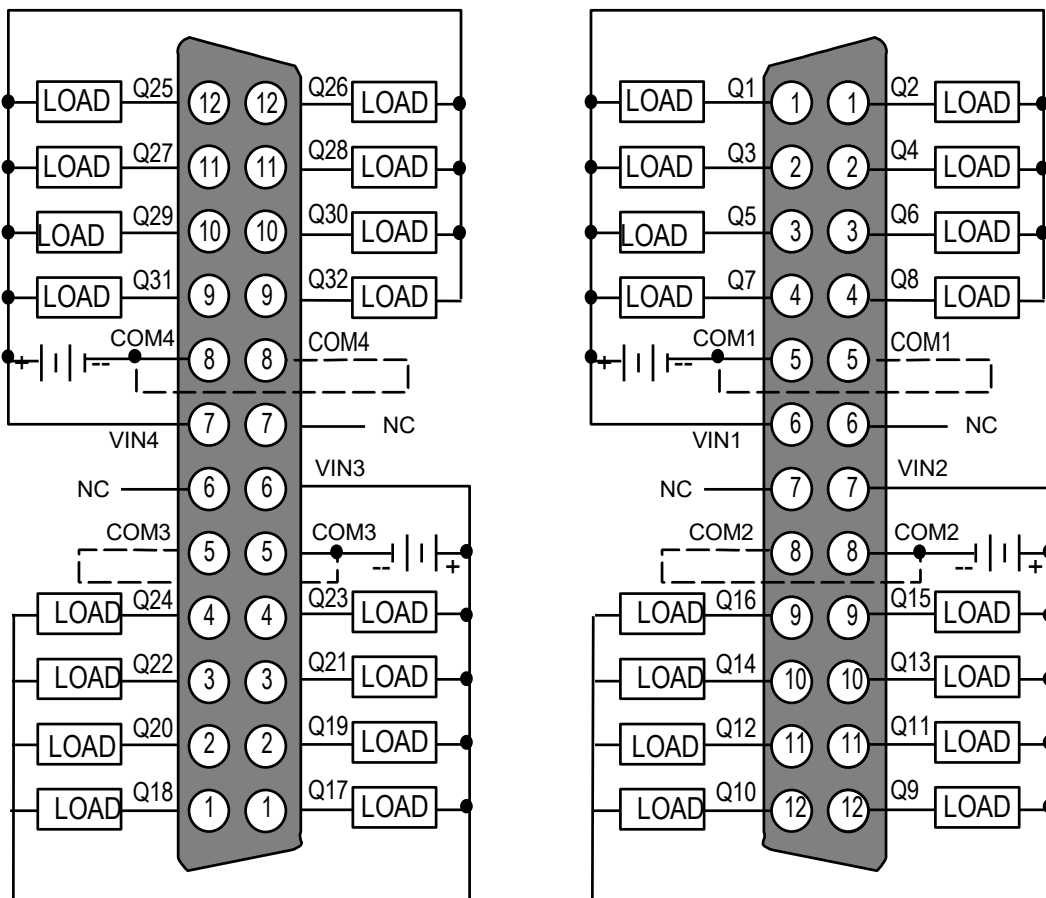 Q25 12 12 Q26
LOAD LOAD
Q27 11 11 Q28
LOAD LOAD
Q29 10 10 Q30
LOAD LOAD
Q31 9 9 Q32
LOAD LOAD
COM4 8 8 COM4
+ --
VIN4 7 7 NC
NC 6 6 VIN3
COM3 5 5 COM3
-- +
Q24 4 4 Q23
LOAD LOAD
Q22 3 3 Q21
LOAD LOAD
Q20 2 2 Q19
LOAD LOAD
Q18 1 1 Q17
LOAD LOAD
Q1 1 1 Q2
LOAD LOAD
Q3 2 2 Q4
LOAD LOAD
Q5 3 3 Q6
LOAD LOAD
Q7 4 4 Q8
LOAD LOAD
COM1 5 5 COM1
+ --
VIN1 6 6 NC
NC 7 7 VIN2
COM2 8 8 COM2
-- +
Q16 9 9 Q15
LOAD LOAD
Q14 10 10 Q13
LOAD LOAD
Q12 11 11 Q11
LOAD LOAD
Q10 12 12 Q9
LOAD LOAD